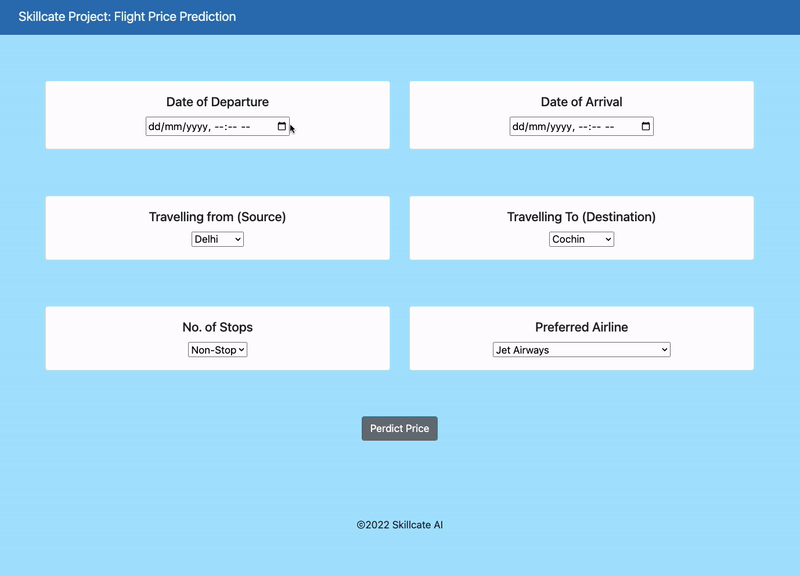 Skillcate Project: Flight Price Prediction
Date of Departure
dd/mm/yyyy, --:-- --
Date of Arrival
dd/mm/yyyy, --:-- --
Travelling from (Source)
Delhi
Travelling To (Destination)
Cochin
No. of Stops
Non-Stop
Preferred Airline
Jet Airways
Perdict Price
©2022 Skillcate AI